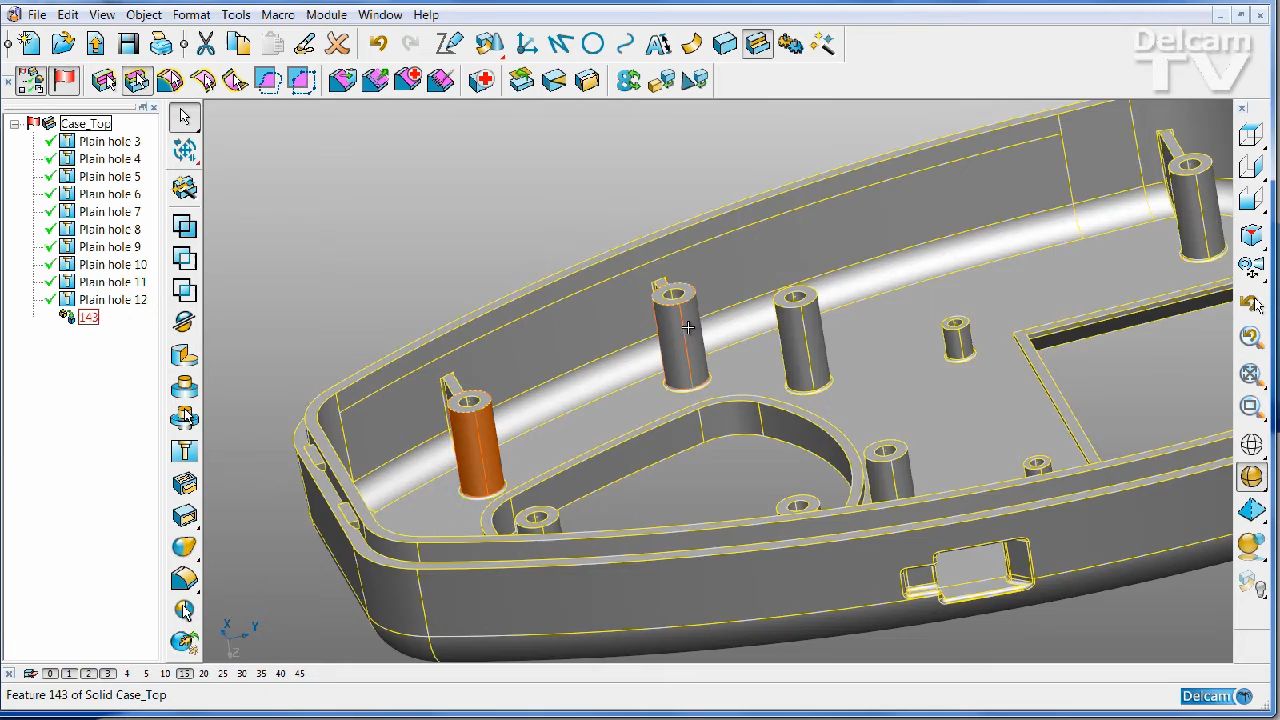 File Edit View Object Format Tools Macro Module Window Help
Delcam
TV
Case_Top
Plain hole 3
Plain hole 4
Plain hole 5
Plain hole 6
Plain hole 7
Plain hole 8
Plain hole 9
Plain hole 10
Plain hole 11
Plain hole 12
143
X Y
Z
0 1 2 3 4 5 10 15 20 25 30 35 40 45
Feature 143 of Solid Case_Top
Delcam